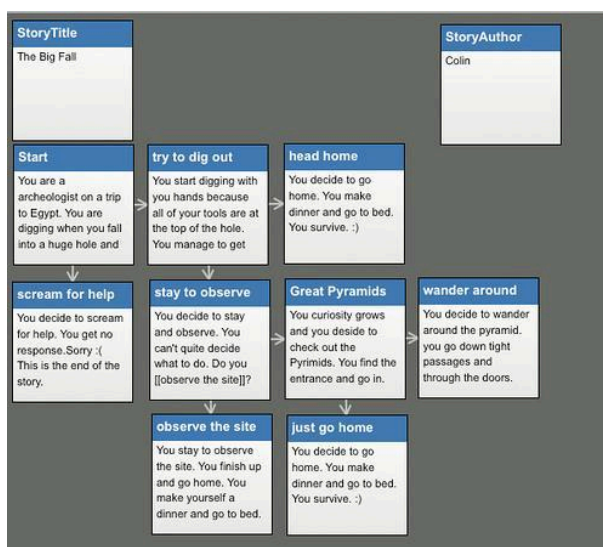 StoryTitle
The Big Fall
StoryAuthor
Colin
Start
You are a
archeologist on a trip
to Egypt. You are
digging when you fall
into a huge hole and
try to dig out
You start digging with
you hands because
all of your tools are at
the top of the hole.
You manage to get
head home
You decide to go
home. You make
dinner and go to bed.
You survive. :)
scream for help
You decide to scream
for help. You get no
response.Sorry :(
This is the end of the
story.
stay to observe
You decide to stay
and observe. You
can't quite decide
what to do. Do you
[[observe the site]]?
Great Pyramids
You curiosity grows
and you deside to
check out the
Pyrimids. You find the
entrance and go in.
wander around
You decide to wander
around the pyramid.
you go down tight
passages and
through the doors.
observe the site
You stay to observe
the site. You finish up
and go home. You
make yourself a
dinner and go to bed.
just go home
You decide to go
home. You make
dinner and go to bed.
You survive. :)